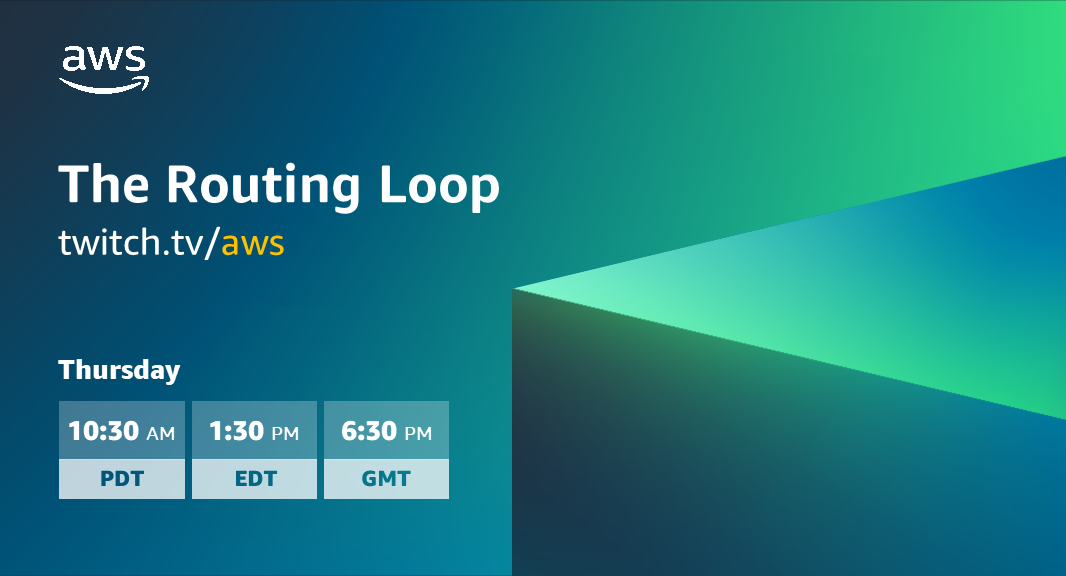 aws
The Routing Loop
twitch.tv/aws
Thursday
10:30 AM
PDT
1:30 PM
EDT
6:30 PM
GMT